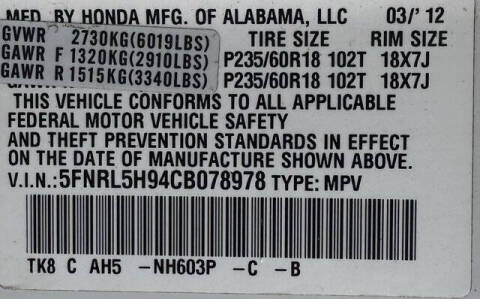 MFD. BY HONDA MFG. OF ALABAMA, LLC 03/' 12
GVWR 2730KG(6019LBS) TIRE SIZE RIM SIZE
GAWR F 1320KG(2910LBS) P235/60R18 102T 18X7J
GAWR R 1515KG(3340LBS) P235/60R18 102T 18X7J
THIS VEHICLE CONFORMS TO ALL APPLICABLE
FEDERAL MOTOR VEHICLE SAFETY
AND THEFT PREVENTION STANDARDS IN EFFECT
ON THE DATE OF MANUFACTURE SHOWN ABOVE.
V.I.N.:5FNRL5H94CB078978 TYPE: MPV
TK8 C AH5 -NH603P -C -B